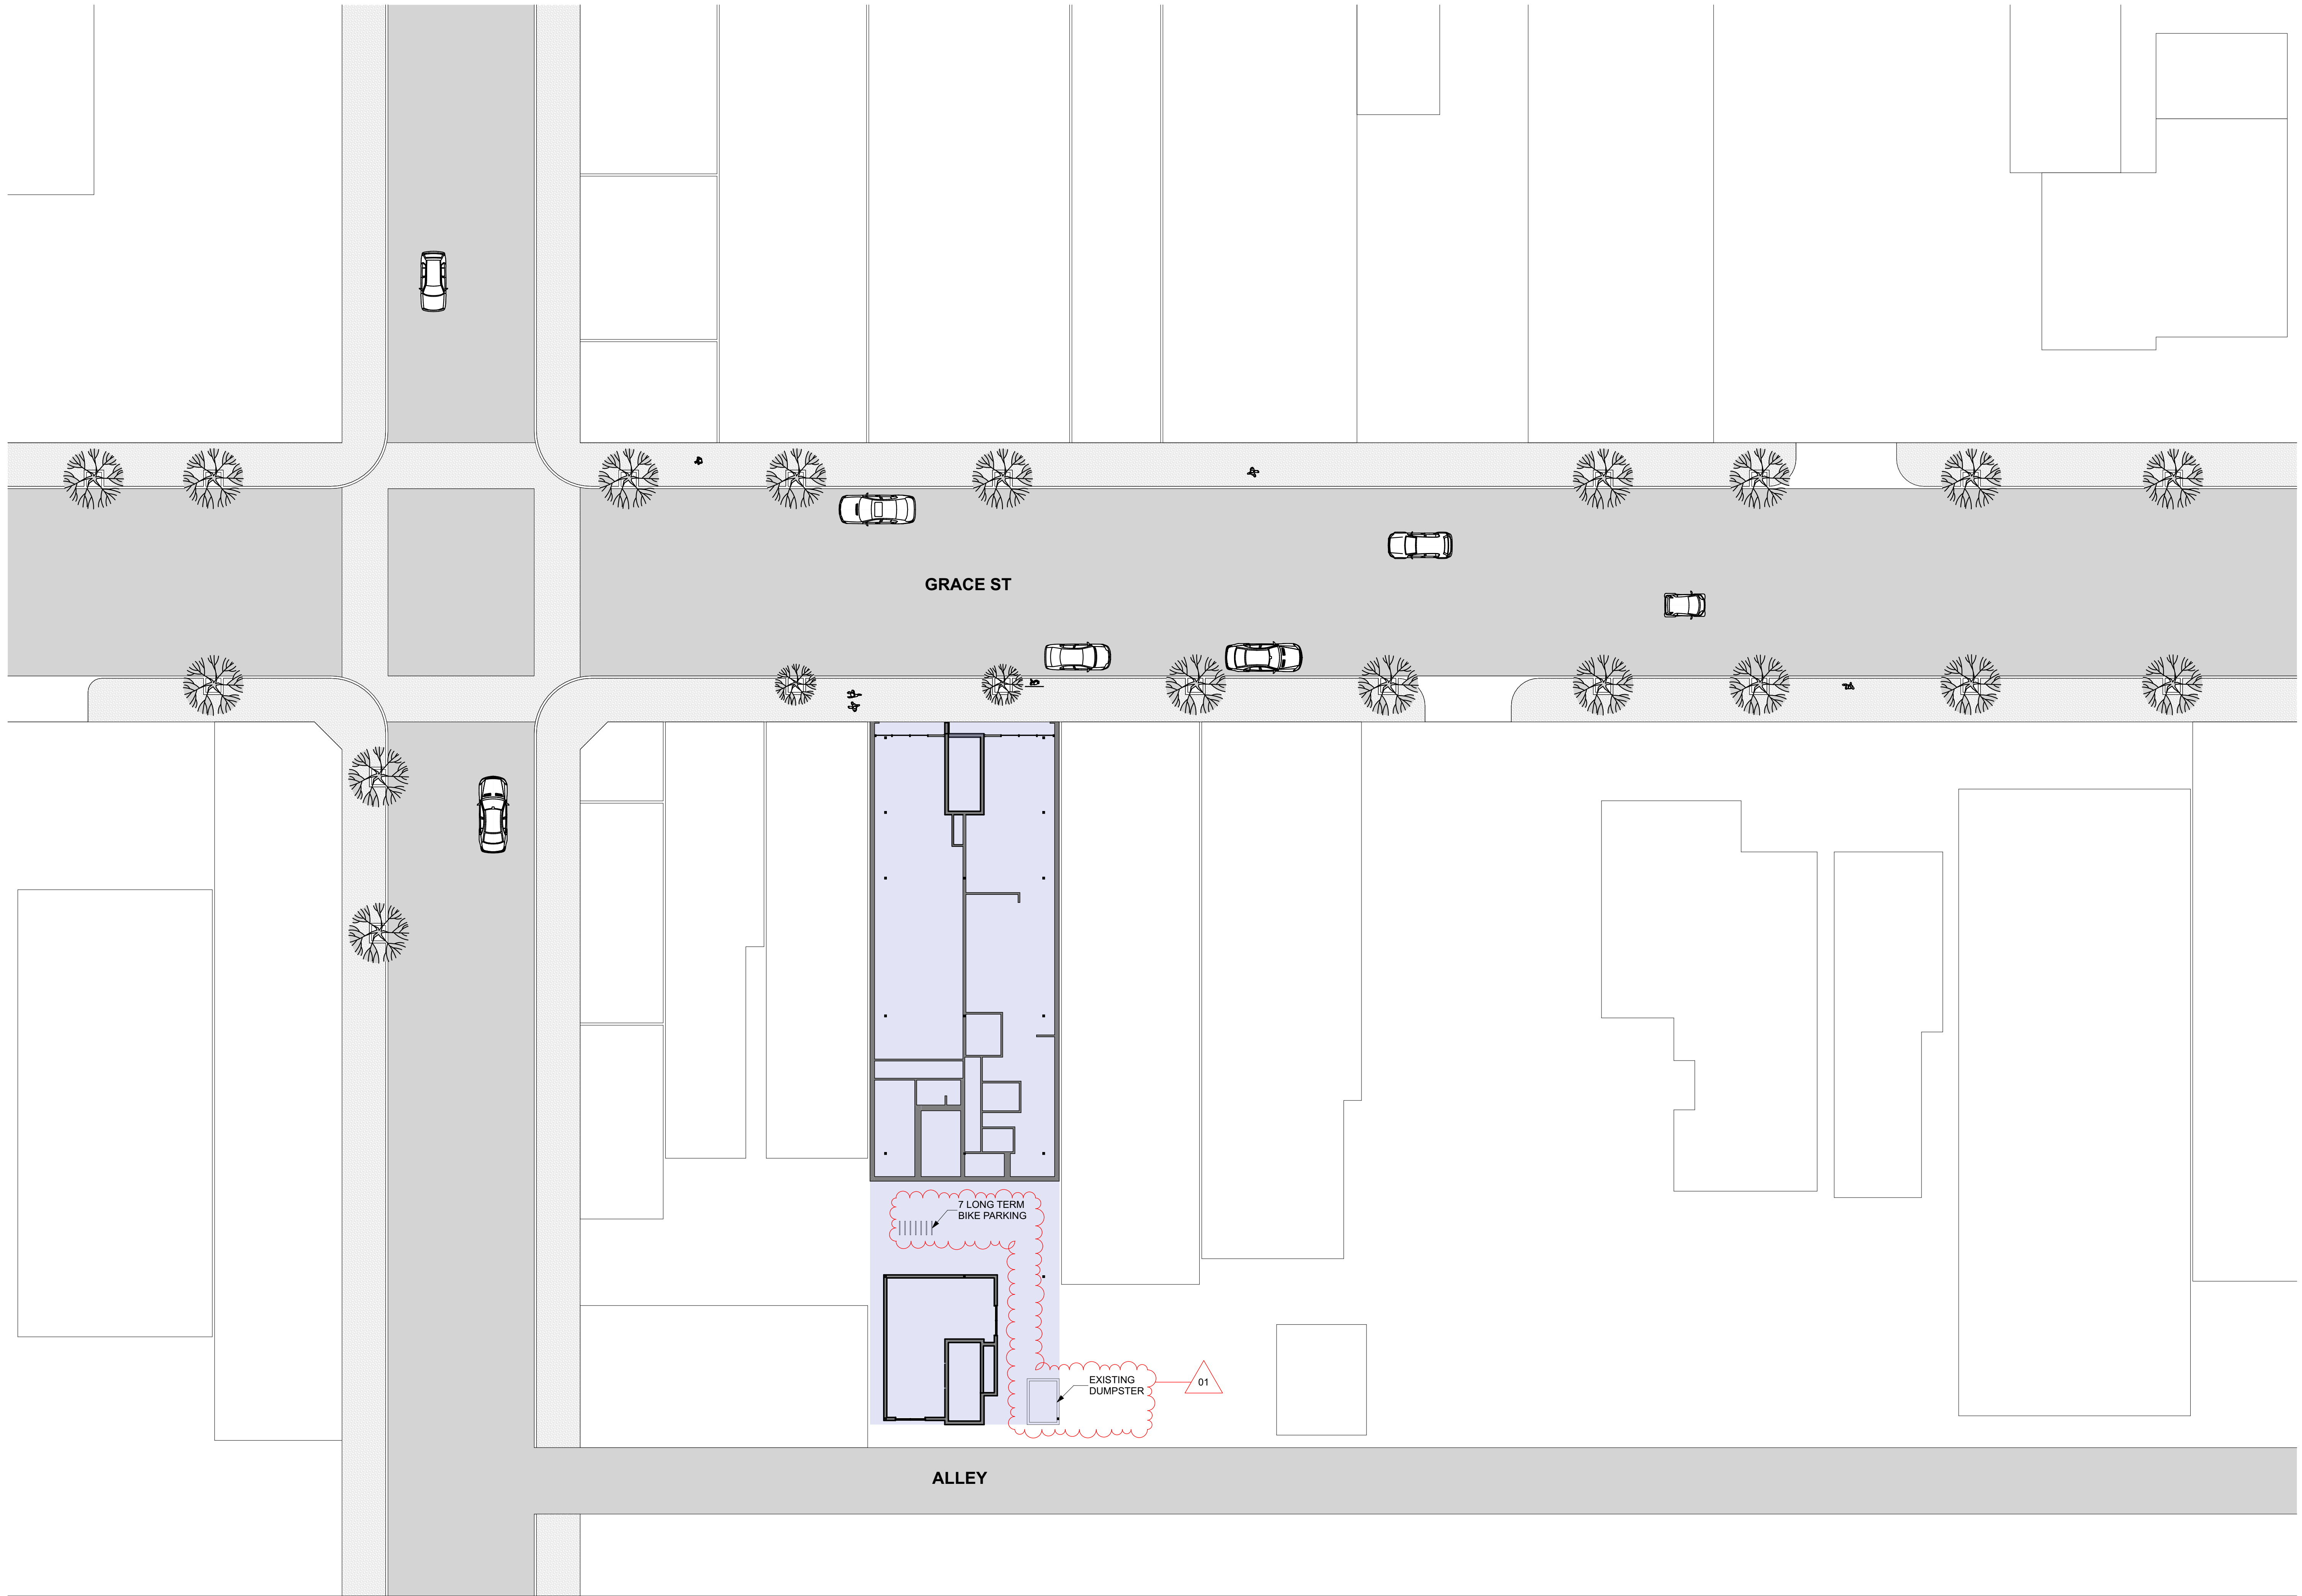 GRACE ST
7 LONG TERM
BIKE PARKING
EXISTING
DUMPSTER
01
ALLEY